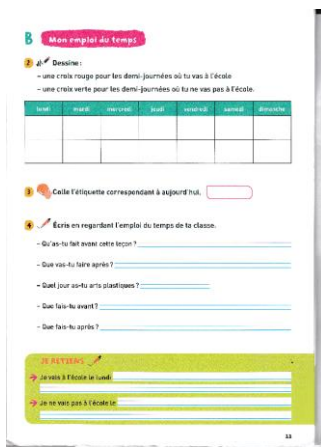 B Mon emploi du temps
2 Dessine :
– une croix rouge pour les demi-journées où tu vas à l'école
– une croix verte pour les demi-journées où tu ne vas pas à l'école.
lundi mardi mercredi jeudi vendredi samedi dimanche
3 Colle l'étiquette correspondant à aujourd'hui.
4 Écris en regardant l'emploi du temps de ta classe.
– Qu'as-tu fait avant cette leçon ?
– Que vas-tu faire après ?
– Quel jour as-tu arts plastiques ?
– Que fais-tu avant ?
– Que fais-tu après ?
JE RETIENS
Je vais à l'école le lundi
Je ne vais pas à l'école le
33